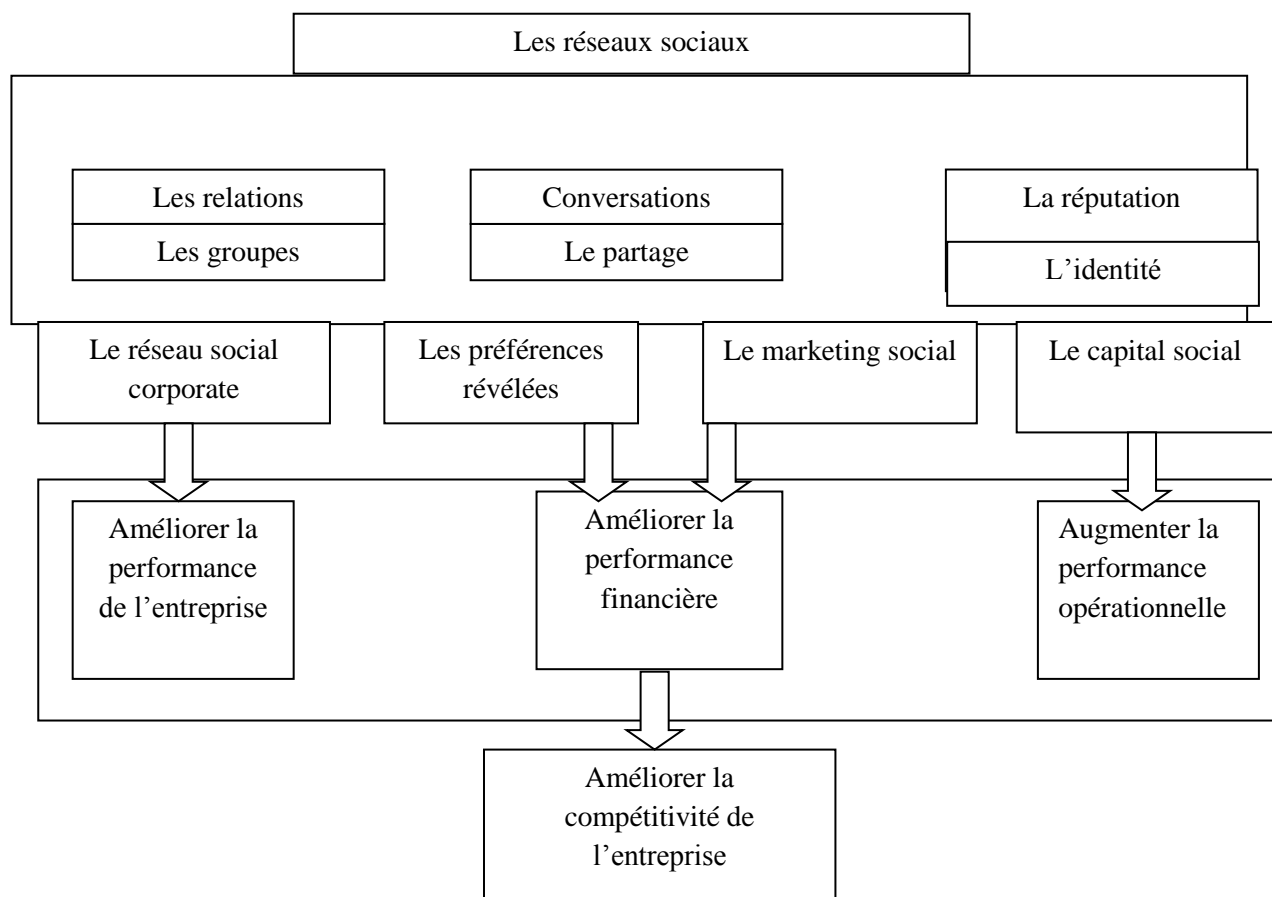 Les réseaux sociaux
Les relations
Les groupes
Conversations
Le partage
La réputation
L’identité
Le réseau social
corporate
Les préférences
révélées
Le marketing social
Le capital social
Améliorer la
performance
de l’entreprise
Améliorer la
performance
financière
Augmenter la
performance
opérationnelle
Améliorer la
compétitivité de
l’entreprise